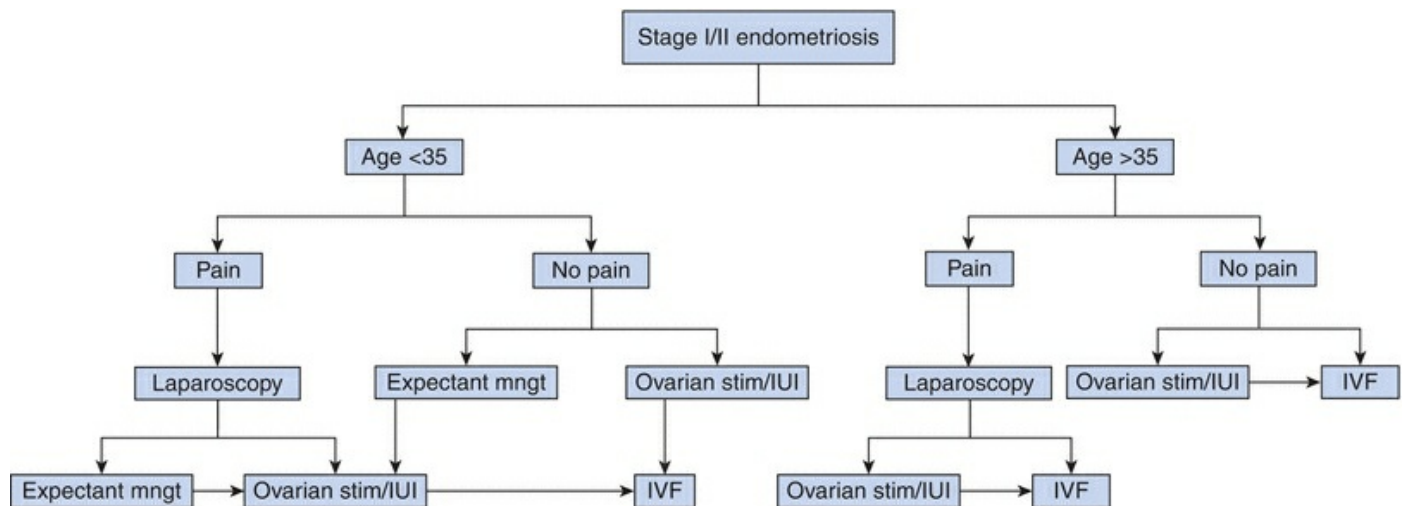 Stage I/II endometriosis
Age <35
Age >35
Pain
No pain
Pain
No pain
Laparoscopy
Expectant mngt
Ovarian stim/IUI
Laparoscopy
Ovarian stim/IUI
IVF
Expectant mngt
Ovarian stim/IUI
IVF
Ovarian stim/IUI
IVF